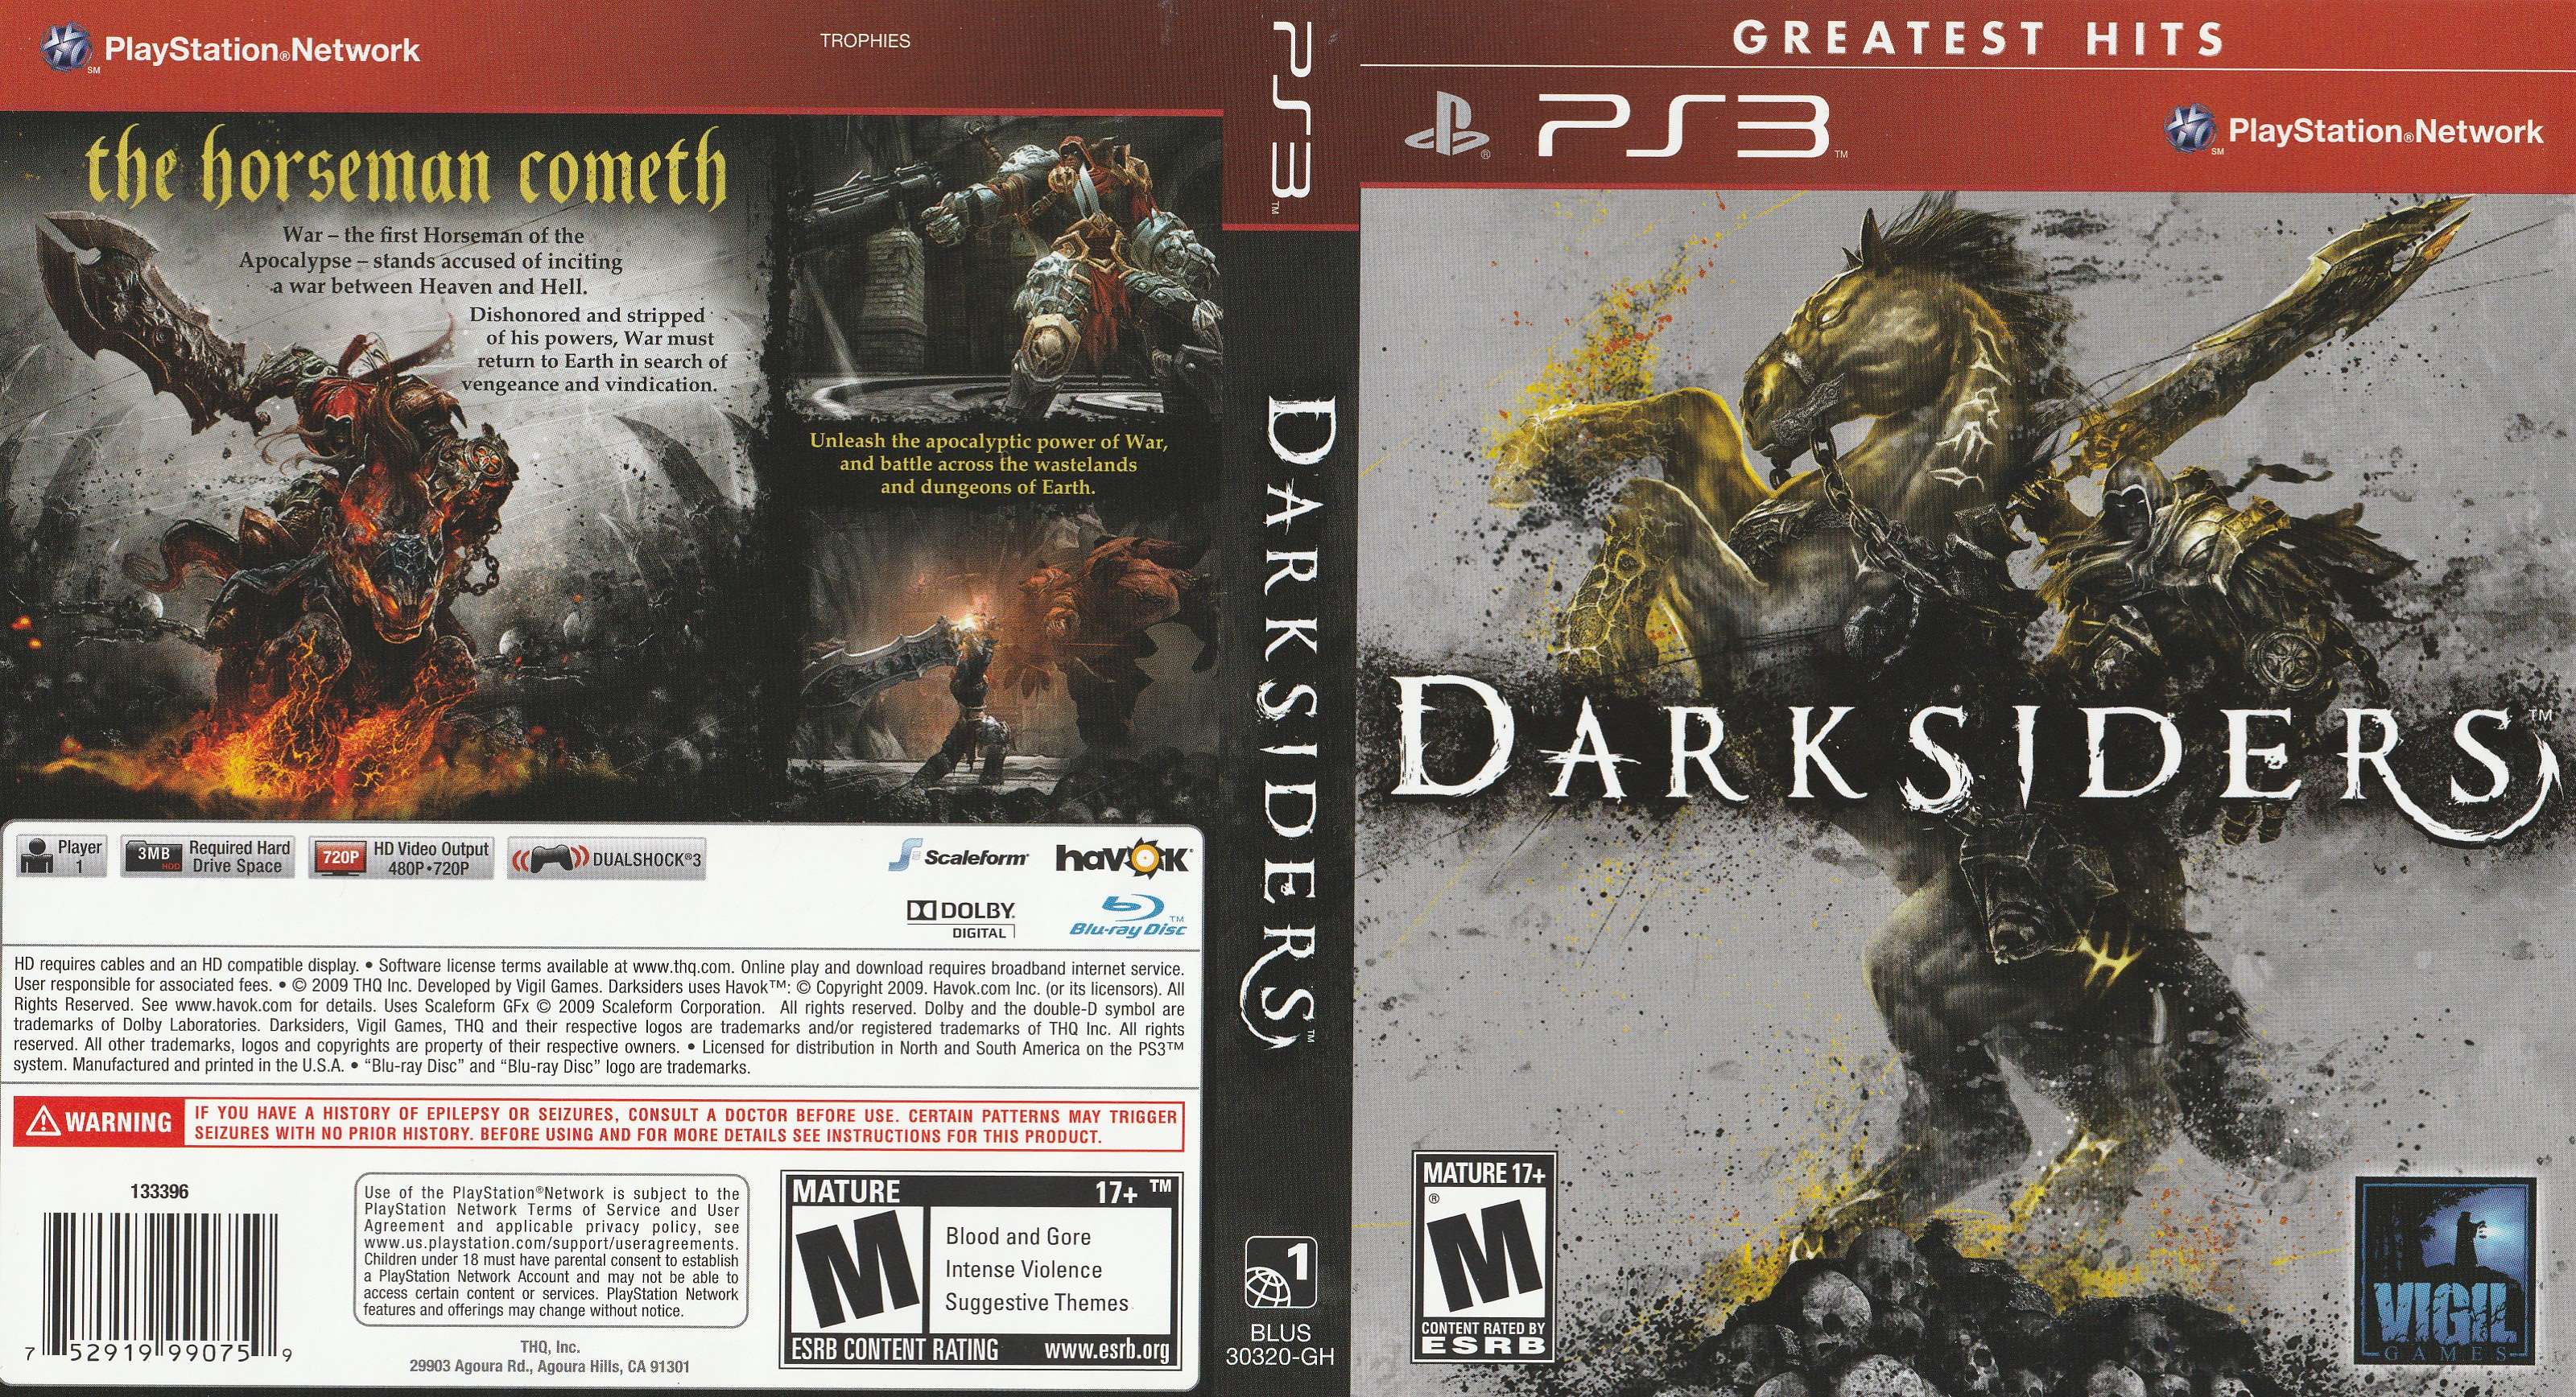 PlayStation®Network
SM
TROPHIES
the horseman cometh
War – the first Horseman of the
Apocalypse – stands accused of inciting
a war between Heaven and Hell.
Dishonored and stripped
of his powers, War must
return to Earth in search of
vengeance and vindication.
Unleash the apocalyptic power of War,
and battle across the wastelands
and dungeons of Earth.
Player
1
3MB
HDD
Required Hard
Drive Space
720P
HD Video Output
480P•720P
DUALSHOCK®3
Scaleform
havok
DOLBY
DIGITAL
Blu-ray Disc™
HD requires cables and an HD compatible display. • Software license terms available at www.thq.com. Online play and download requires broadband internet service.
User responsible for associated fees. • © 2009 THQ Inc. Developed by Vigil Games. Darksiders uses Havok™: © Copyright 2009. Havok.com Inc. (or its licensors). All
Rights Reserved. See www.havok.com for details. Uses Scaleform GFx © 2009 Scaleform Corporation. All rights reserved. Dolby and the double-D symbol are
trademarks of Dolby Laboratories. Darksiders, Vigil Games, THQ and their respective logos are trademarks and/or registered trademarks of THQ Inc. All rights
reserved. All other trademarks, logos and copyrights are property of their respective owners. • Licensed for distribution in North and South America on the PS3™
system. Manufactured and printed in the U.S.A. • “Blu-ray Disc” and “Blu-ray Disc” logo are trademarks.
WARNING
IF YOU HAVE A HISTORY OF EPILEPSY OR SEIZURES, CONSULT A DOCTOR BEFORE USE. CERTAIN PATTERNS MAY TRIGGER
SEIZURES WITH NO PRIOR HISTORY. BEFORE USING AND FOR MORE DETAILS SEE INSTRUCTIONS FOR THIS PRODUCT.
133396
7 52919 99075 9
Use of the PlayStation®Network is subject to the
PlayStation Network Terms of Service and User
Agreement and applicable privacy policy, see
www.us.playstation.com/support/useragreements.
Children under 18 must have parental consent to establish
a PlayStation Network Account and may not be able to
access certain content or services. PlayStation Network
features and offerings may change without notice.
THQ, Inc.
29903 Agoura Rd., Agoura Hills, CA 91301
MATURE 17+ ™
M
Blood and Gore
Intense Violence
Suggestive Themes
ESRB CONTENT RATING www.esrb.org
PS3™
DARKSIDERS™
1
BLUS
30320-GH
GREATEST HITS
PS3™
PlayStation®Network
SM
DARKSIDERS™
MATURE 17+
®
M
CONTENT RATED BY
ESRB
VIGIL
GAMES